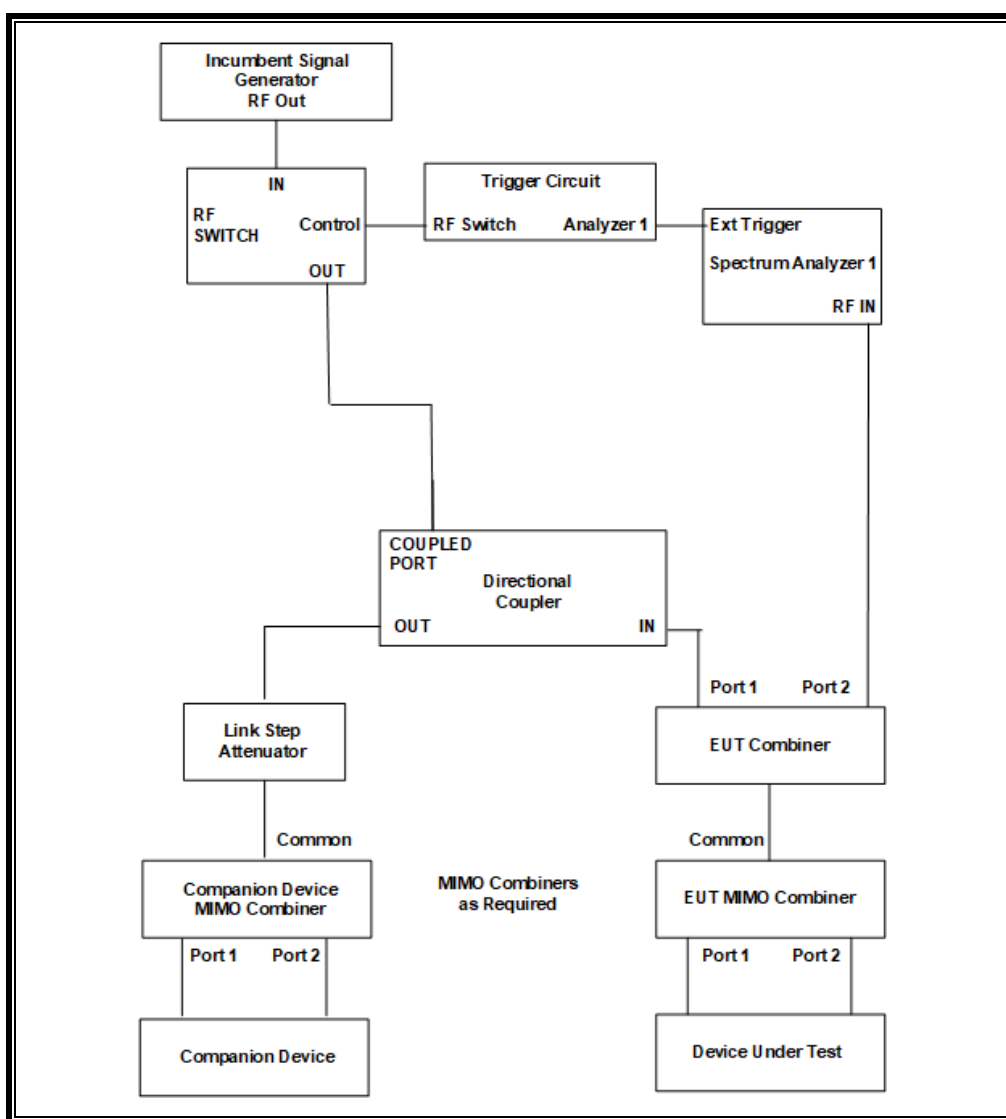 Incumbent Signal
Generator
RF Out
IN
RF
SWITCH
Control
OUT
Trigger Circuit
RF Switch
Analyzer 1
Ext Trigger
Spectrum Analyzer 1
RF IN
COUPLED
PORT
Directional
Coupler
OUT
IN
Port 1
Port 2
Link Step
Attenuator
EUT Combiner
Common
Common
Companion Device
MIMO Combiner
MIMO Combiners
as Required
EUT MIMO Combiner
Port 1
Port 2
Port 1
Port 2
Companion Device
Device Under Test